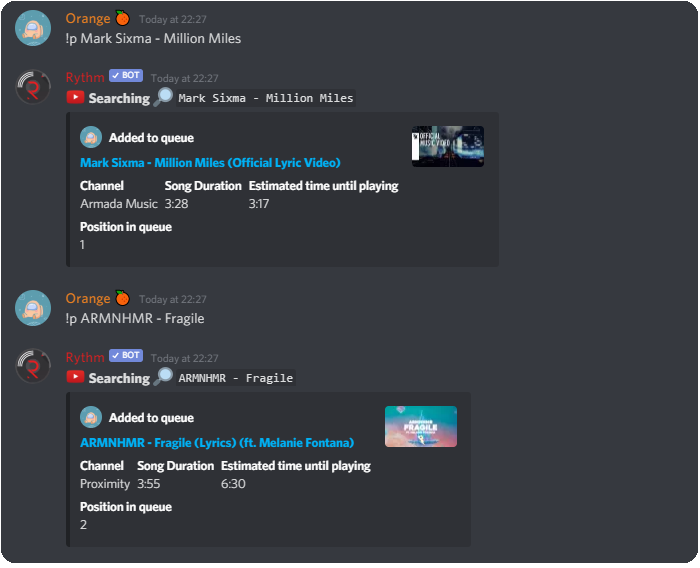 Orange Today at 22:27
!p Mark Sixma - Million Miles
Rythm ✓ BOT Today at 22:27
Searching Mark Sixma - Million Miles
Added to queue
OFFICIAL
MUSIC VIDEO
Mark Sixma - Million Miles (Official Lyric Video)
Channel Song Duration Estimated time until playing
Armada Music 3:28 3:17
Position in queue
1
Orange Today at 22:27
!p ARMNHMR - Fragile
Rythm ✓ BOT Today at 22:27
Searching ARMNHMR - Fragile
Added to queue
ARMNHMR
FRAGILE
ARMNHMR - Fragile (Lyrics) (ft. Melanie Fontana)
Channel Song Duration Estimated time until playing
Proximity 3:55 6:30
Position in queue
2